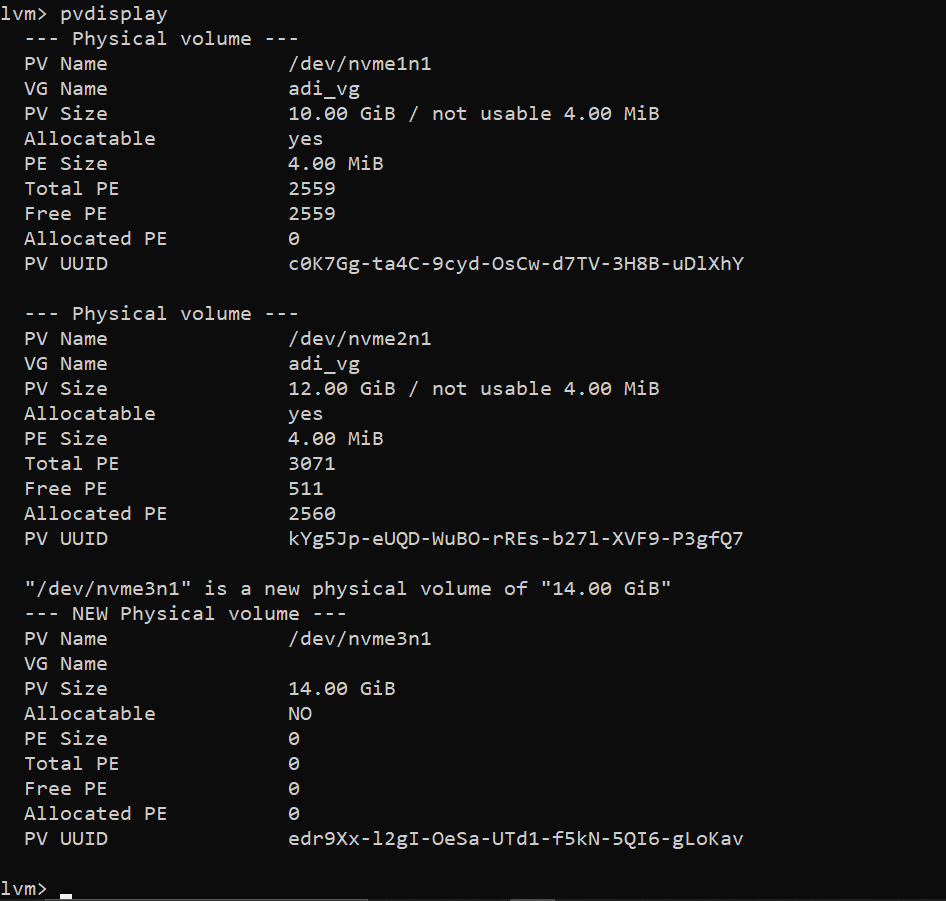 lvm> pvdisplay
--- Physical volume ---
PV Name /dev/nvme1n1
VG Name adi_vg
PV Size 10.00 GiB / not usable 4.00 MiB
Allocatable yes
PE Size 4.00 MiB
Total PE 2559
Free PE 2559
Allocated PE 0
PV UUID c0K7Gg-ta4C-9cyd-OsCw-d7TV-3H8B-uDlXhY
--- Physical volume ---
PV Name /dev/nvme2n1
VG Name adi_vg
PV Size 12.00 GiB / not usable 4.00 MiB
Allocatable yes
PE Size 4.00 MiB
Total PE 3071
Free PE 511
Allocated PE 2560
PV UUID kYg5Jp-eUQD-WuBO-rREs-b27l-XVF9-P3gfQ7
"/dev/nvme3n1" is a new physical volume of "14.00 GiB"
--- NEW Physical volume ---
PV Name /dev/nvme3n1
VG Name
PV Size 14.00 GiB
Allocatable NO
PE Size 0
Total PE 0
Free PE 0
Allocated PE 0
PV UUID edr9Xx-l2gI-OeSa-UTd1-f5kN-5QI6-gLoKav
lvm>